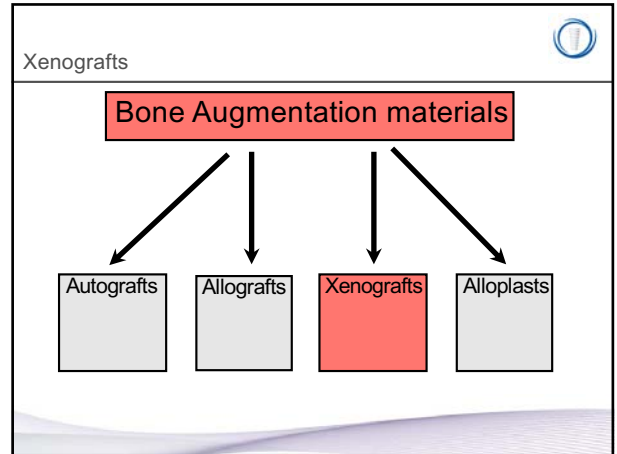 Xenografts
Bone Augmentation materials
Autografts
Allografts
Xenografts
Alloplasts